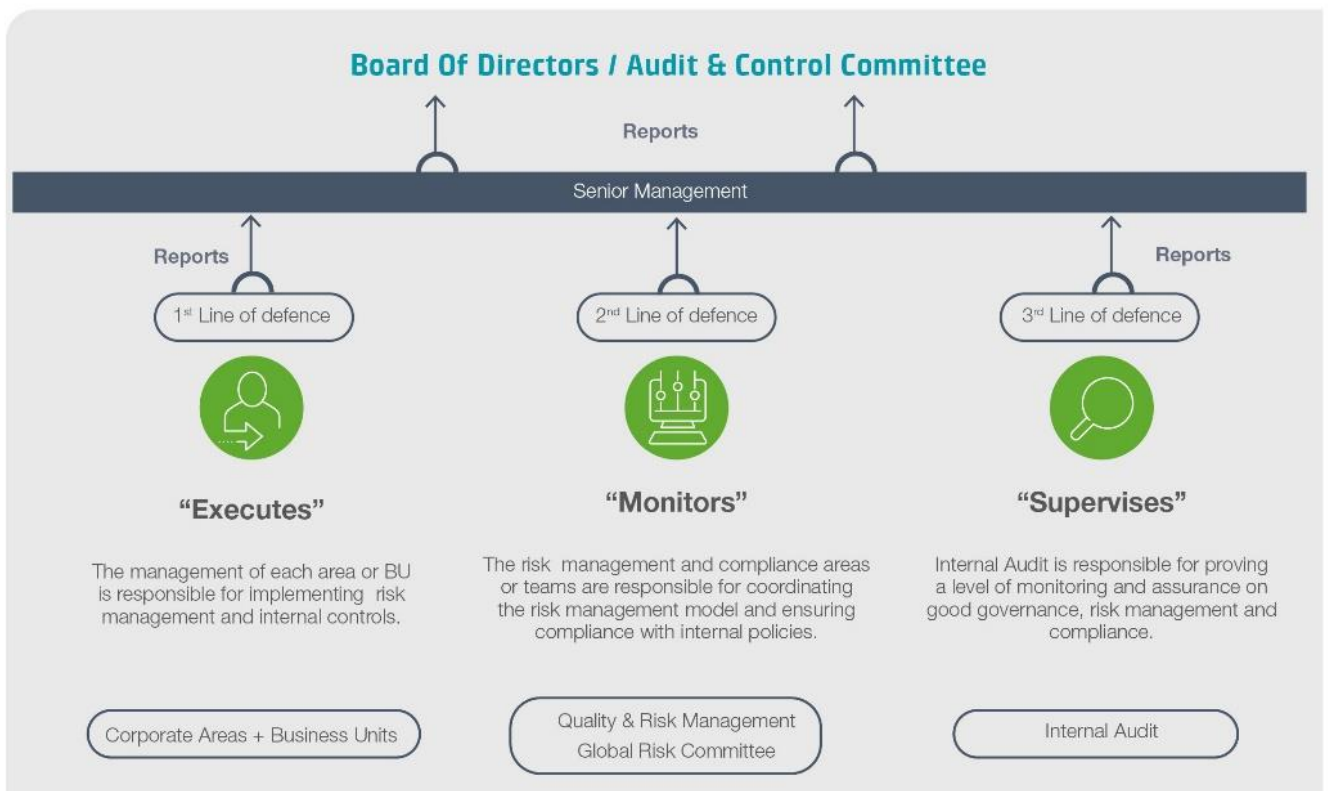 Board Of Directors / Audit & Control Committee
Reports
Senior Management
Reports
Reports
1st Line of defence
2nd Line of defence
3rd Line of defence
“Executes”
“Monitors”
“Supervises”
The management of each area or BU
is responsible for implementing risk
management and internal controls.
The risk management and compliance areas
or teams are responsible for coordinating
the risk management model and ensuring
compliance with internal policies.
Internal Audit is responsible for proving
a level of monitoring and assurance on
good governance, risk management and
compliance.
Corporate Areas + Business Units
Quality & Risk Management
Global Risk Committee
Internal Audit